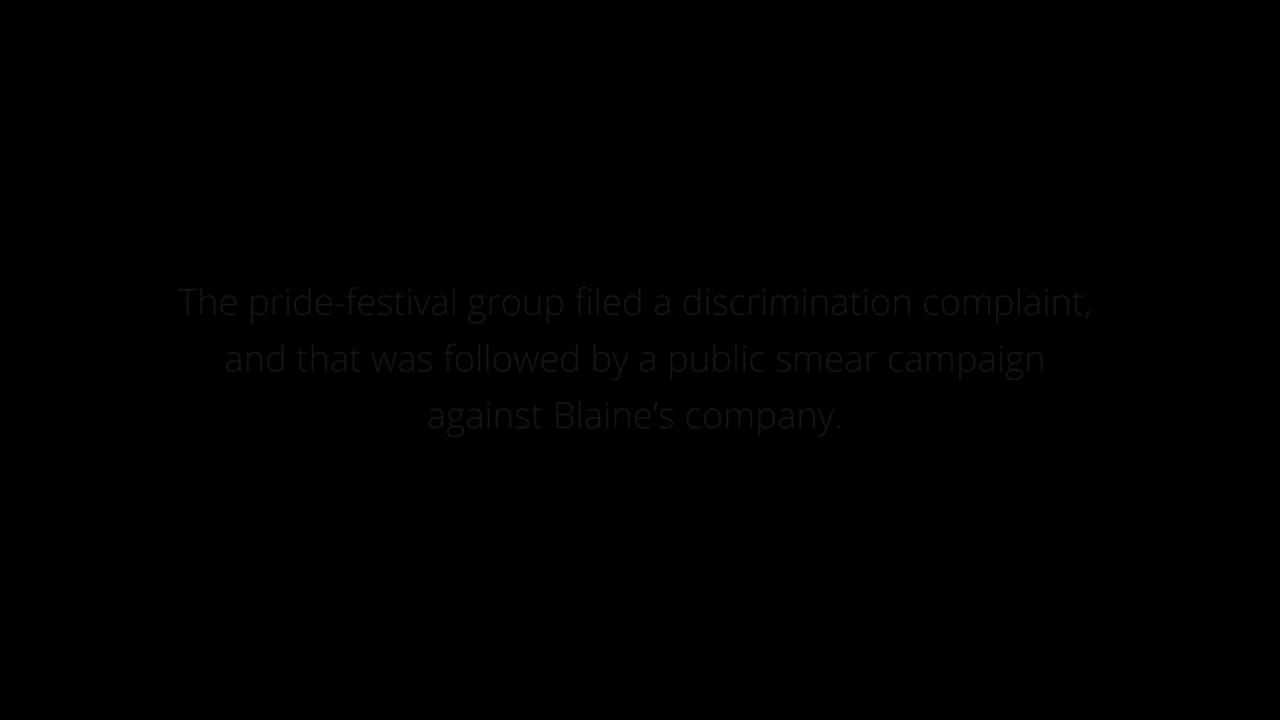 The pride-festival group filed a discrimination complaint,
and that was followed by a public smear campaign
against Blaine’s company.